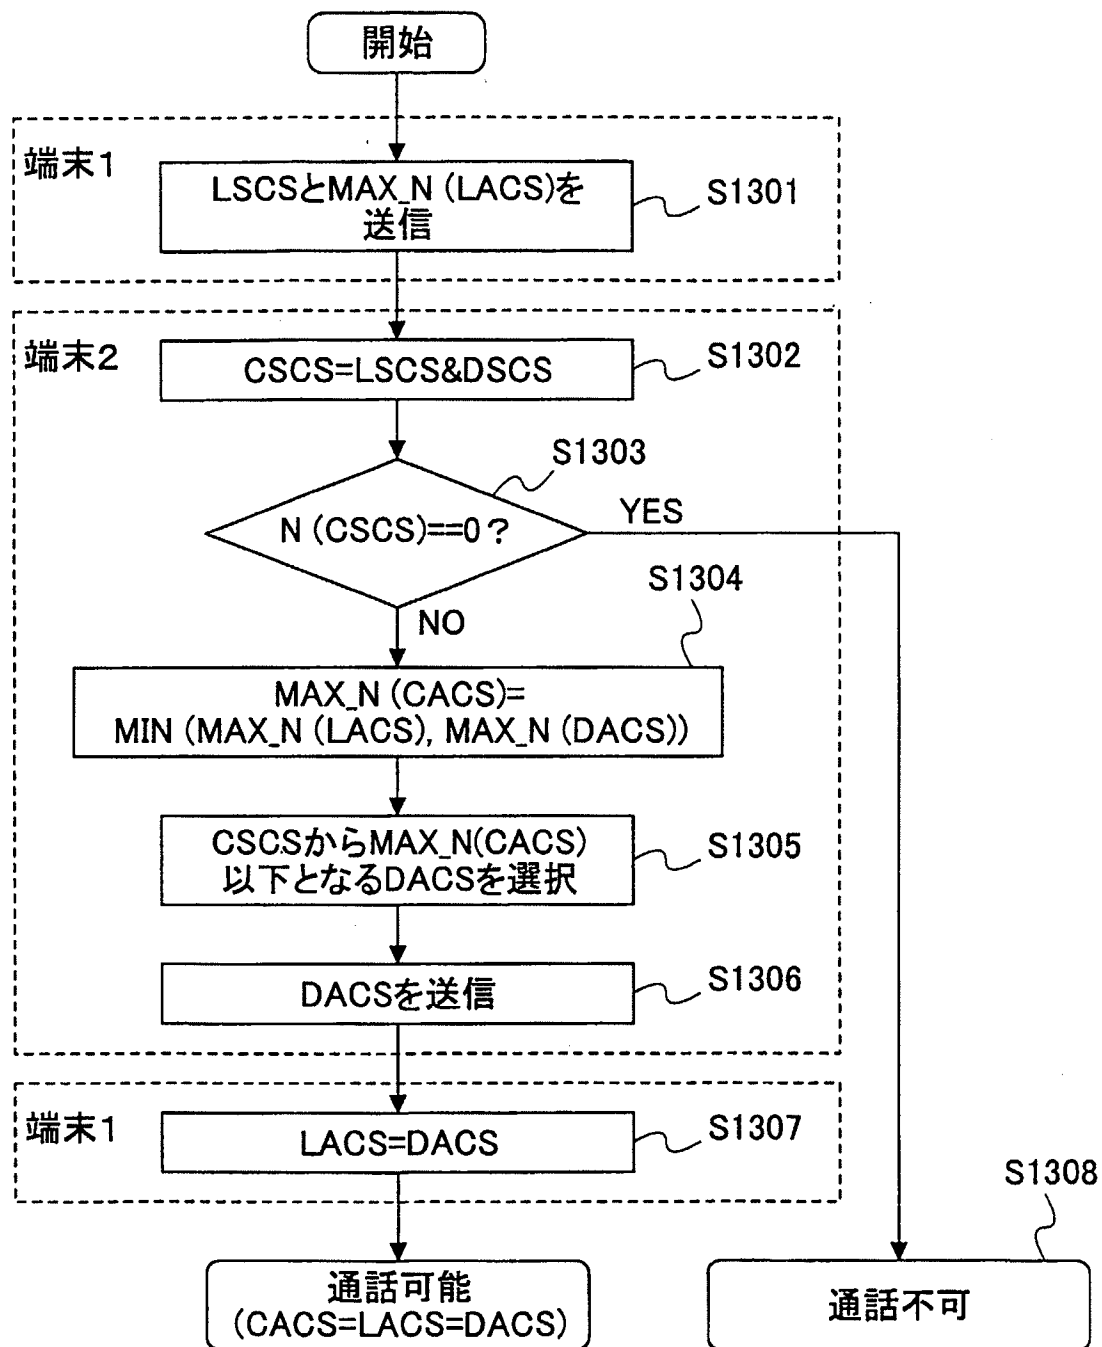 開始
端末1
LSCSとMAX_N (LACS)を
送信
S1301
端末2
CSCS=LSCS&DSCS
S1302
S1303
N (CSCS)==0?
YES
NO
S1304
MAX_N (CACS)=
MIN (MAX_N (LACS), MAX_N (DACS))
CSCSからMAX_N(CACS)
以下となるDACSを選択
S1305
DACSを送信
S1306
端末1
LACS=DACS
S1307
S1308
通話可能
(CACS=LACS=DACS)
通話不可